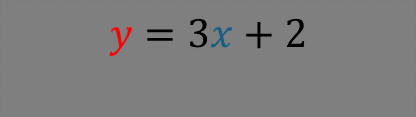 y = 3x + 2